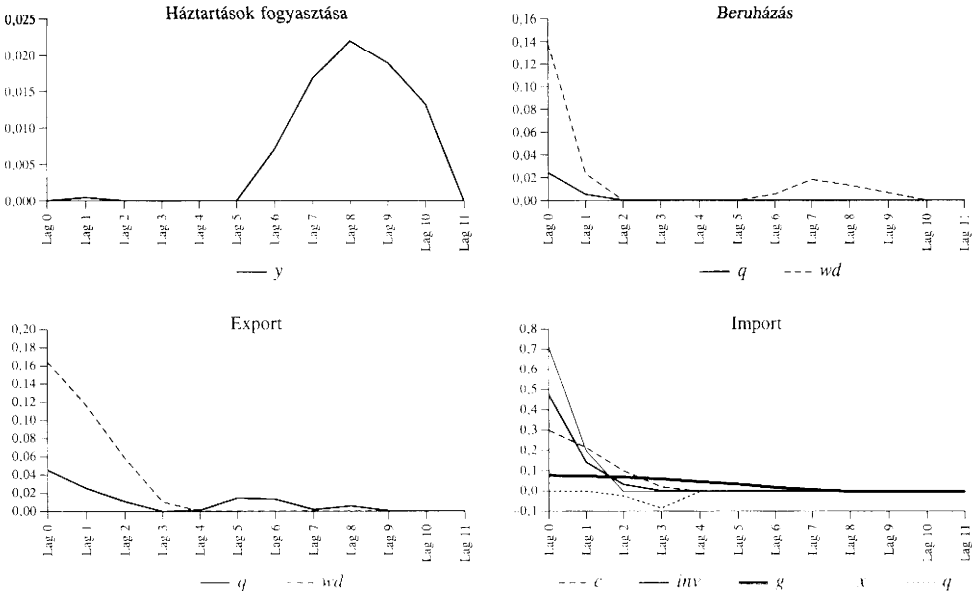 Háztartások fogyasztása
0,025
0,020
0,015
0,010
0,005
0,000
Lag 0
Lag 1
Lag 2
Lag 3
Lag 4
Lag 5
Lag 6
Lag 7
Lag 8
Lag 9
Lag 10
Lag 11
y
Beruházás
0,16
0,14
0,12
0,10
0,08
0,06
0,04
0,02
0,00
Lag 0
Lag 1
Lag 2
Lag 3
Lag 4
Lag 5
Lag 6
Lag 7
Lag 8
Lag 9
Lag 10
Lag 11
q wd
Export
0,20
0,18
0,16
0,14
0,12
0,10
0,08
0,06
0,04
0,02
0,00
Lag 0
Lag 1
Lag 2
Lag 3
Lag 4
Lag 5
Lag 6
Lag 7
Lag 8
Lag 9
Lag 10
Lag 11
q wd
Import
0,8
0,7
0,6
0,5
0,4
0,3
0,2
0,1
0,0
-0,1
Lag 0
Lag 1
Lag 2
Lag 3
Lag 4
Lag 5
Lag 6
Lag 7
Lag 8
Lag 9
Lag 10
Lag 11
c inv g x q